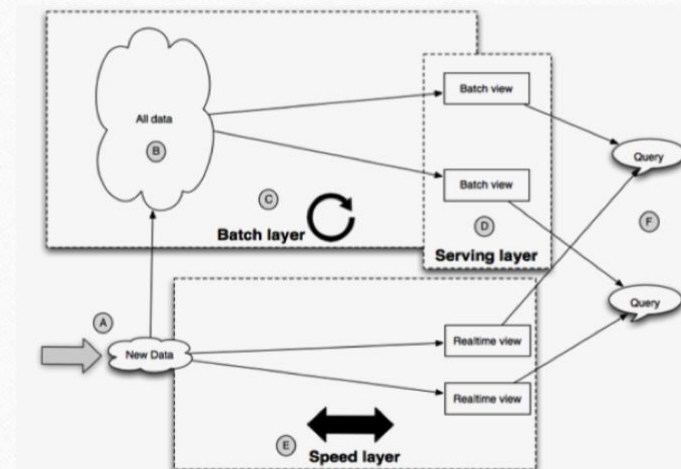 Batch view
All data
B
Query
Batch view
C
D
F
Batch layer
Serving layer
Query
A
New Data
Realtime view
Realtime view
E
Speed layer